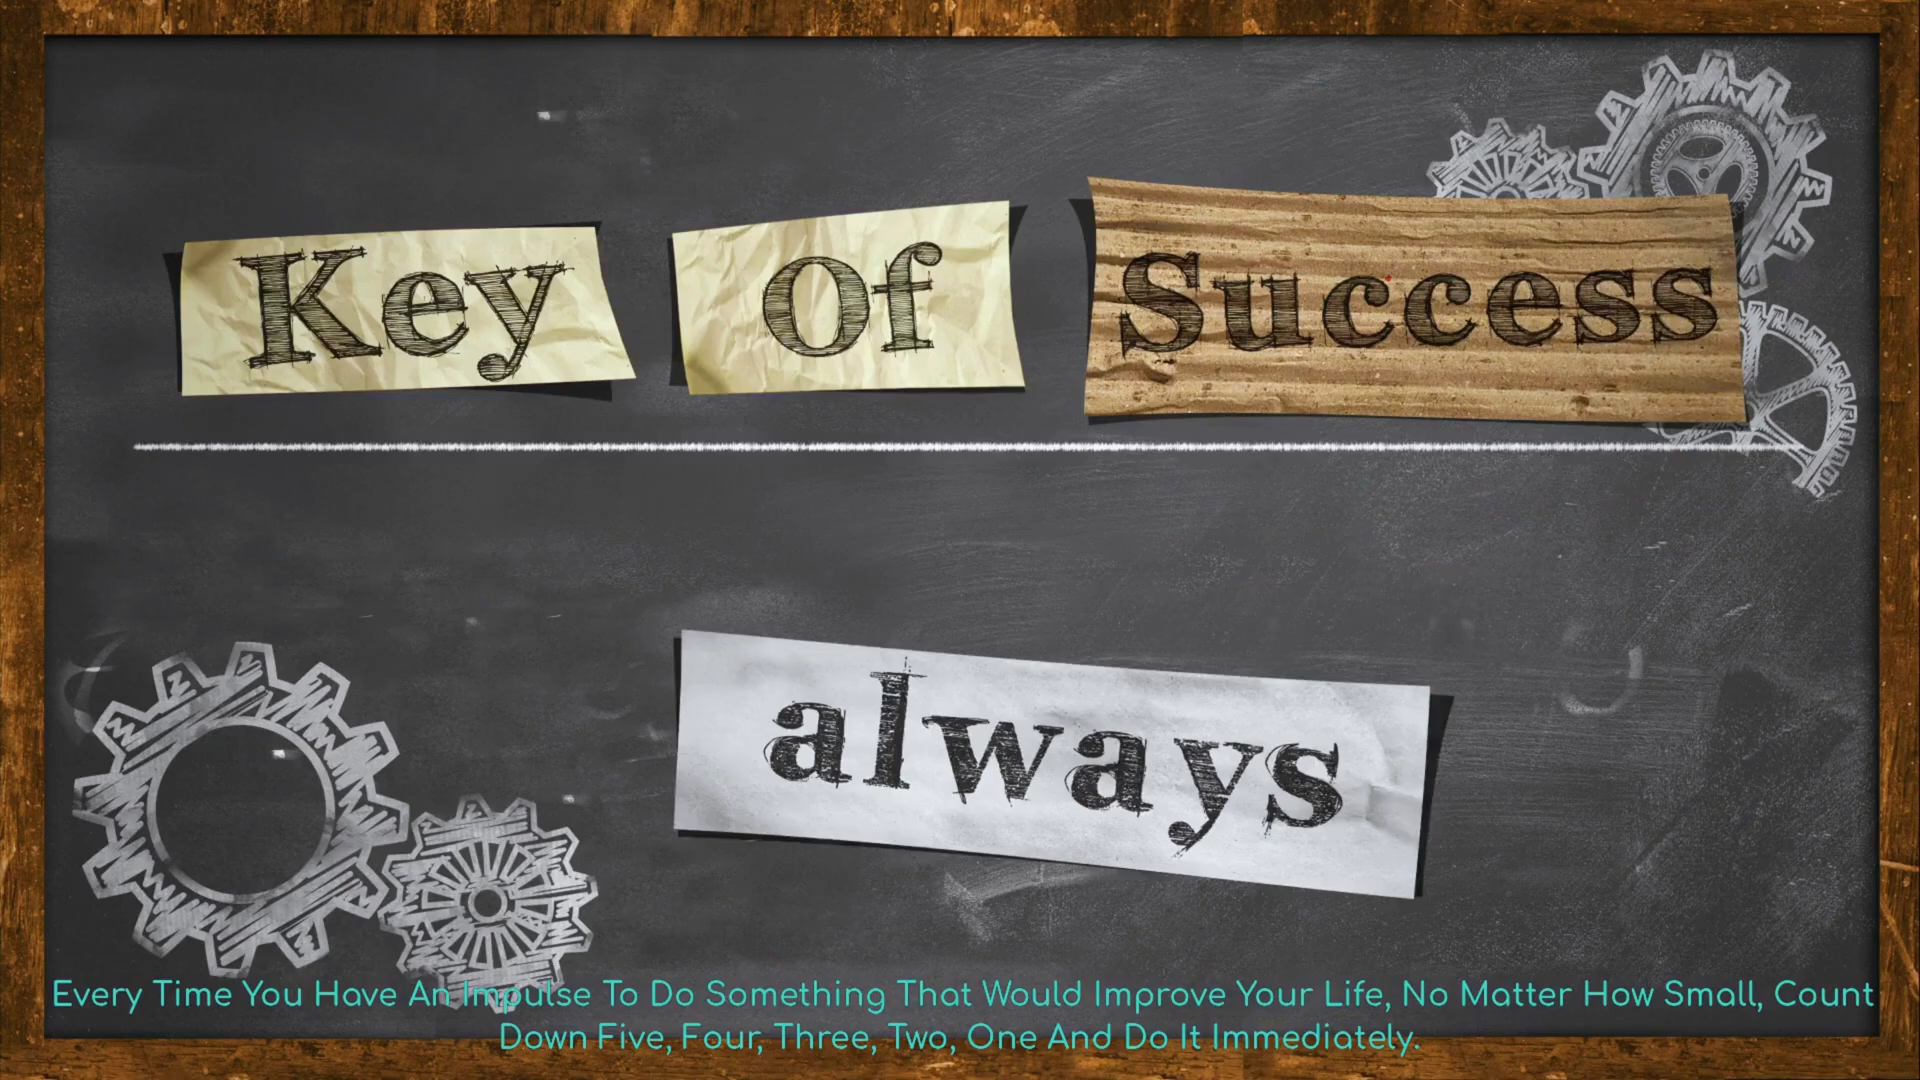 Key Of Success
always
Every Time You Have An Impulse To Do Something That Would Improve Your Life, No Matter How Small, Count
Down Five, Four, Three, Two, One And Do It Immediately.